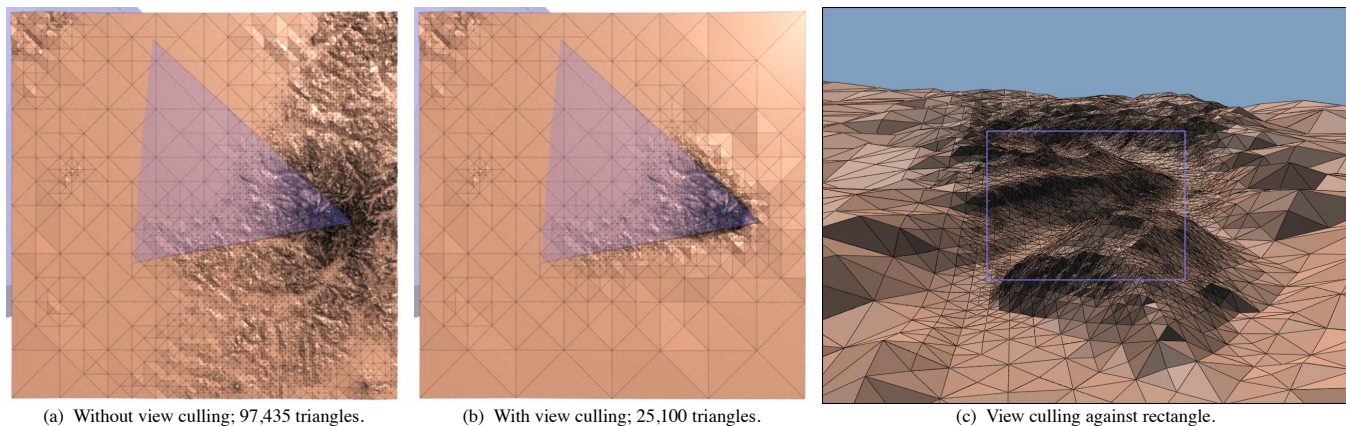 (a) Without view culling; 97,435 triangles.
(b) With view culling; 25,100 triangles.
(c) View culling against rectangle.